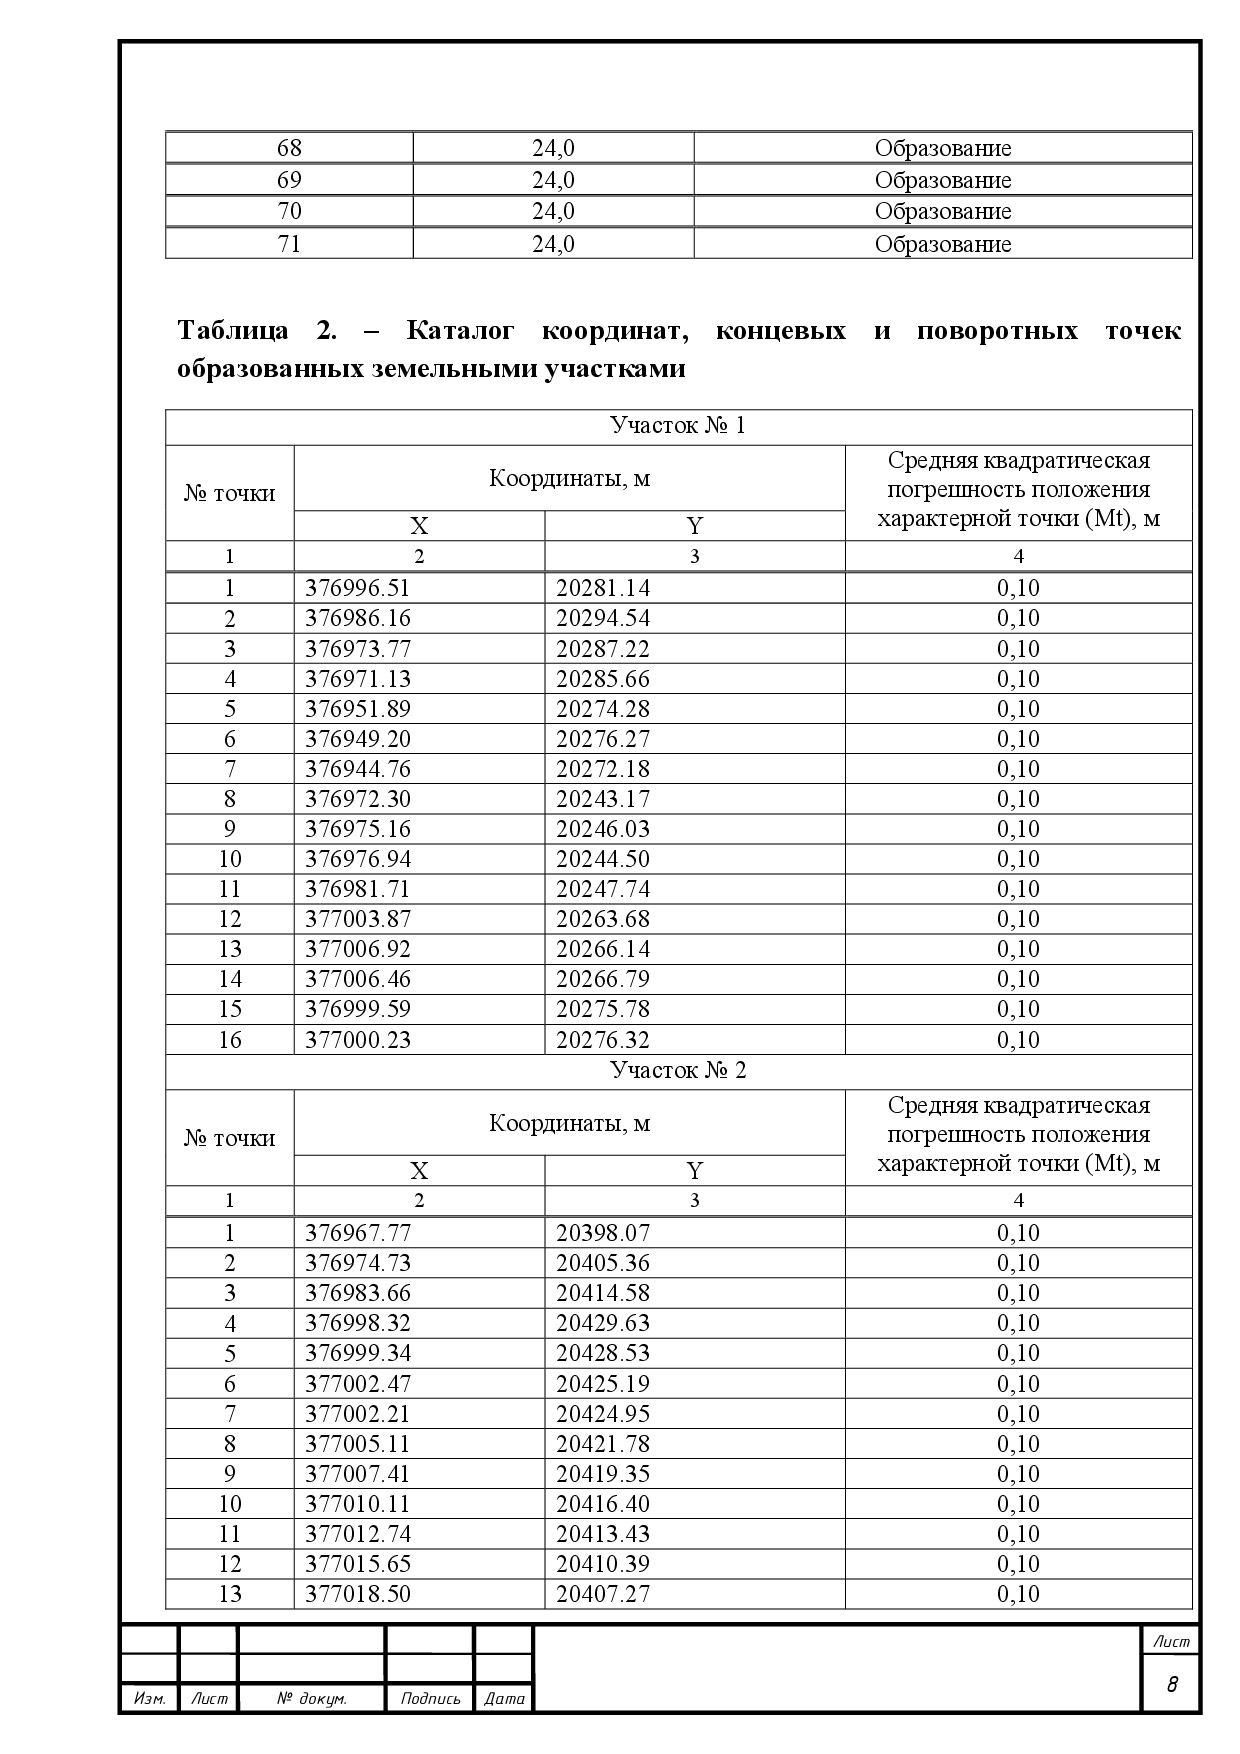 68 24,0 Образование
69 24,0 Образование
70 24,0 Образование
71 24,0 Образование
Таблица 2. – Каталог координат, концевых и поворотных точек
образованных земельными участками
Участок № 1
№ точки Координаты, м Средняя квадратическая
погрешность положения
характерной точки (Mt), м
X Y
1 2 3 4
1 376996.51 20281.14 0,10
2 376986.16 20294.54 0,10
3 376973.77 20287.22 0,10
4 376971.13 20285.66 0,10
5 376951.89 20274.28 0,10
6 376949.20 20276.27 0,10
7 376944.76 20272.18 0,10
8 376972.30 20243.17 0,10
9 376975.16 20246.03 0,10
10 376976.94 20244.50 0,10
11 376981.71 20247.74 0,10
12 377003.87 20263.68 0,10
13 377006.92 20266.14 0,10
14 377006.46 20266.79 0,10
15 376999.59 20275.78 0,10
16 377000.23 20276.32 0,10
Участок № 2
№ точки Координаты, м Средняя квадратическая
погрешность положения
характерной точки (Mt), м
X Y
1 2 3 4
1 376967.77 20398.07 0,10
2 376974.73 20405.36 0,10
3 376983.66 20414.58 0,10
4 376998.32 20429.63 0,10
5 376999.34 20428.53 0,10
6 377002.47 20425.19 0,10
7 377002.21 20424.95 0,10
8 377005.11 20421.78 0,10
9 377007.41 20419.35 0,10
10 377010.11 20416.40 0,10
11 377012.74 20413.43 0,10
12 377015.65 20410.39 0,10
13 377018.50 20407.27 0,10
Лист
8
Изм. Лист № докум. Подпись Дата